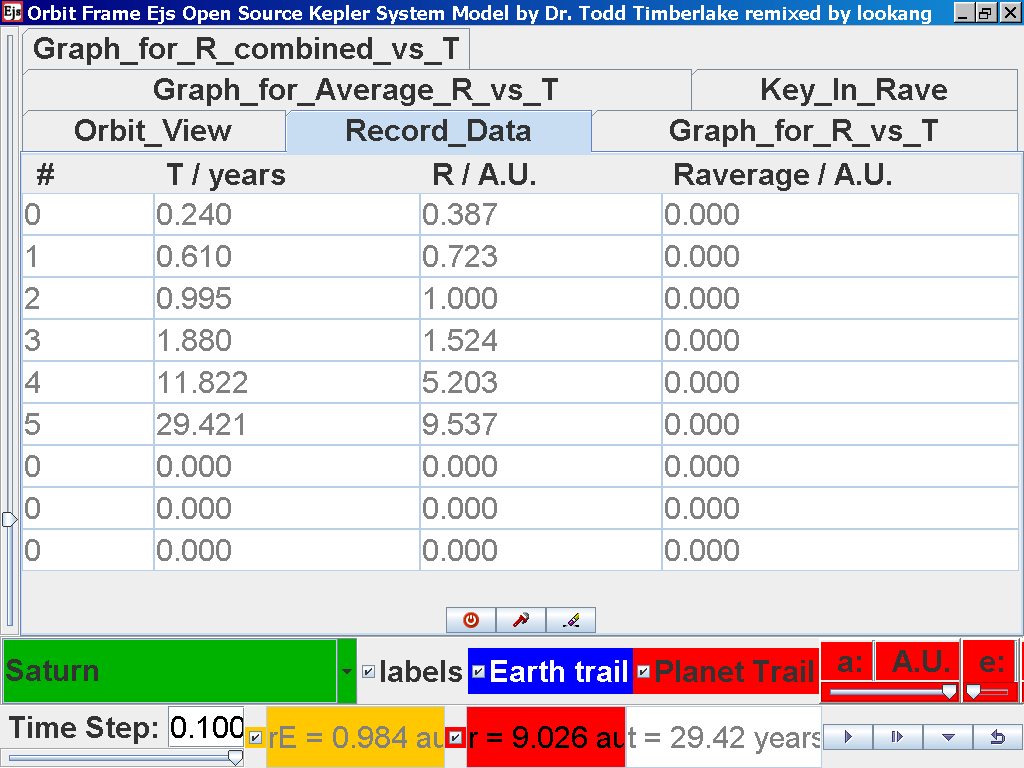 Ejs Orbit Frame Ejs Open Source Kepler System Model by Dr. Todd Timberlake remixed by lookang
Graph_for_R_combined_vs_T
Graph_for_Average_R_vs_T Key_In_Rave
Orbit_View Record_Data Graph_for_R_vs_T
# T / years R / A.U. Raverage / A.U.
0 0.240 0.387 0.000
1 0.610 0.723 0.000
2 0.995 1.000 0.000
3 1.880 1.524 0.000
4 11.822 5.203 0.000
5 29.421 9.537 0.000
0 0.000 0.000 0.000
0 0.000 0.000 0.000
0 0.000 0.000 0.000
Saturn labels Earth trail Planet Trail a: A.U. e:
Time Step: 0.100 rE = 0.984 au r = 9.026 au t = 29.42 years